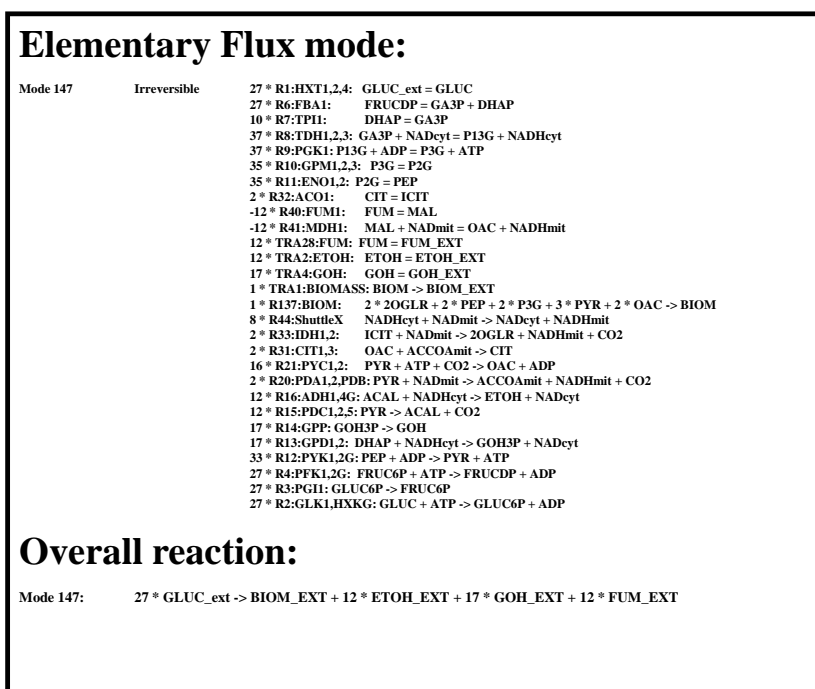 Elementary Flux mode:
Mode 147 Irreversible 27 * R1:HXT1,2,4: GLUC_ext = GLUC
27 * R6:FBA1: FRUCDP = GA3P + DHAP
10 * R7:TPI1: DHAP = GA3P
37 * R8:TDH1,2,3: GA3P + NADcyt = P13G + NADHcyt
37 * R9:PGK1: P13G + ADP = P3G + ATP
35 * R10:GPM1,2,3: P3G = P2G
35 * R11:ENO1,2: P2G = PEP
2 * R32:ACO1: CIT = ICIT
-12 * R40:FUM1: FUM = MAL
-12 * R41:MDH1: MAL + NADmit = OAC + NADHmit
12 * TRA28:FUM: FUM = FUM_EXT
12 * TRA2:ETOH: ETOH = ETOH_EXT
17 * TRA4:GOH: GOH = GOH_EXT
1 * TRA1:BIOMASS: BIOM -> BIOM_EXT
1 * R137:BIOM: 2 * 2OGLR + 2 * PEP + 2 * P3G + 3 * PYR + 2 * OAC -> BIOM
8 * R44:ShuttleX NADHcyt + NADmit -> NADcyt + NADHmit
2 * R33:IDH1,2: ICIT + NADmit -> 2OGLR + NADHmit + CO2
2 * R31:CIT1,3: OAC + ACCOAmit -> CIT
16 * R21:PYC1,2: PYR + ATP + CO2 -> OAC + ADP
2 * R20:PDA1,2,PDB: PYR + NADmit -> ACCOAmit + NADHmit + CO2
12 * R16:ADH1,4G: ACAL + NADHcyt -> ETOH + NADcyt
12 * R15:PDC1,2,5: PYR -> ACAL + CO2
17 * R14:GPP: GOH3P -> GOH
17 * R13:GPD1,2: DHAP + NADHcyt -> GOH3P + NADcyt
33 * R12:PYK1,2G: PEP + ADP -> PYR + ATP
27 * R4:PFK1,2G: FRUC6P + ATP -> FRUCDP + ADP
27 * R3:PGI1: GLUC6P -> FRUC6P
27 * R2:GLK1,HXKG: GLUC + ATP -> GLUC6P + ADP
Overall reaction:
Mode 147: 27 * GLUC_ext -> BIOM_EXT + 12 * ETOH_EXT + 17 * GOH_EXT + 12 * FUM_EXT